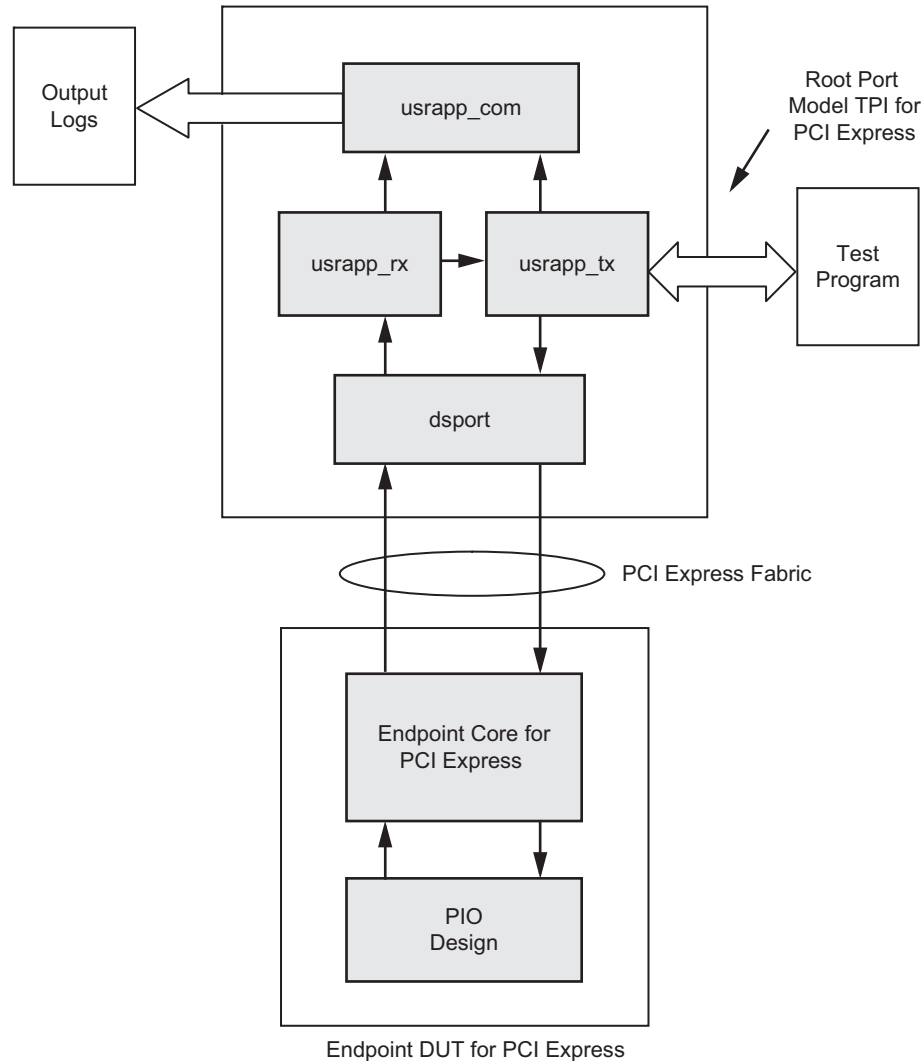 Output
Logs
usrapp_com
Root Port
Model TPI for
PCI Express
usrapp_rx
usrapp_tx
Test
Program
dsport
PCI Express Fabric
Endpoint Core for
PCI Express
PIO
Design
Endpoint DUT for PCI Express